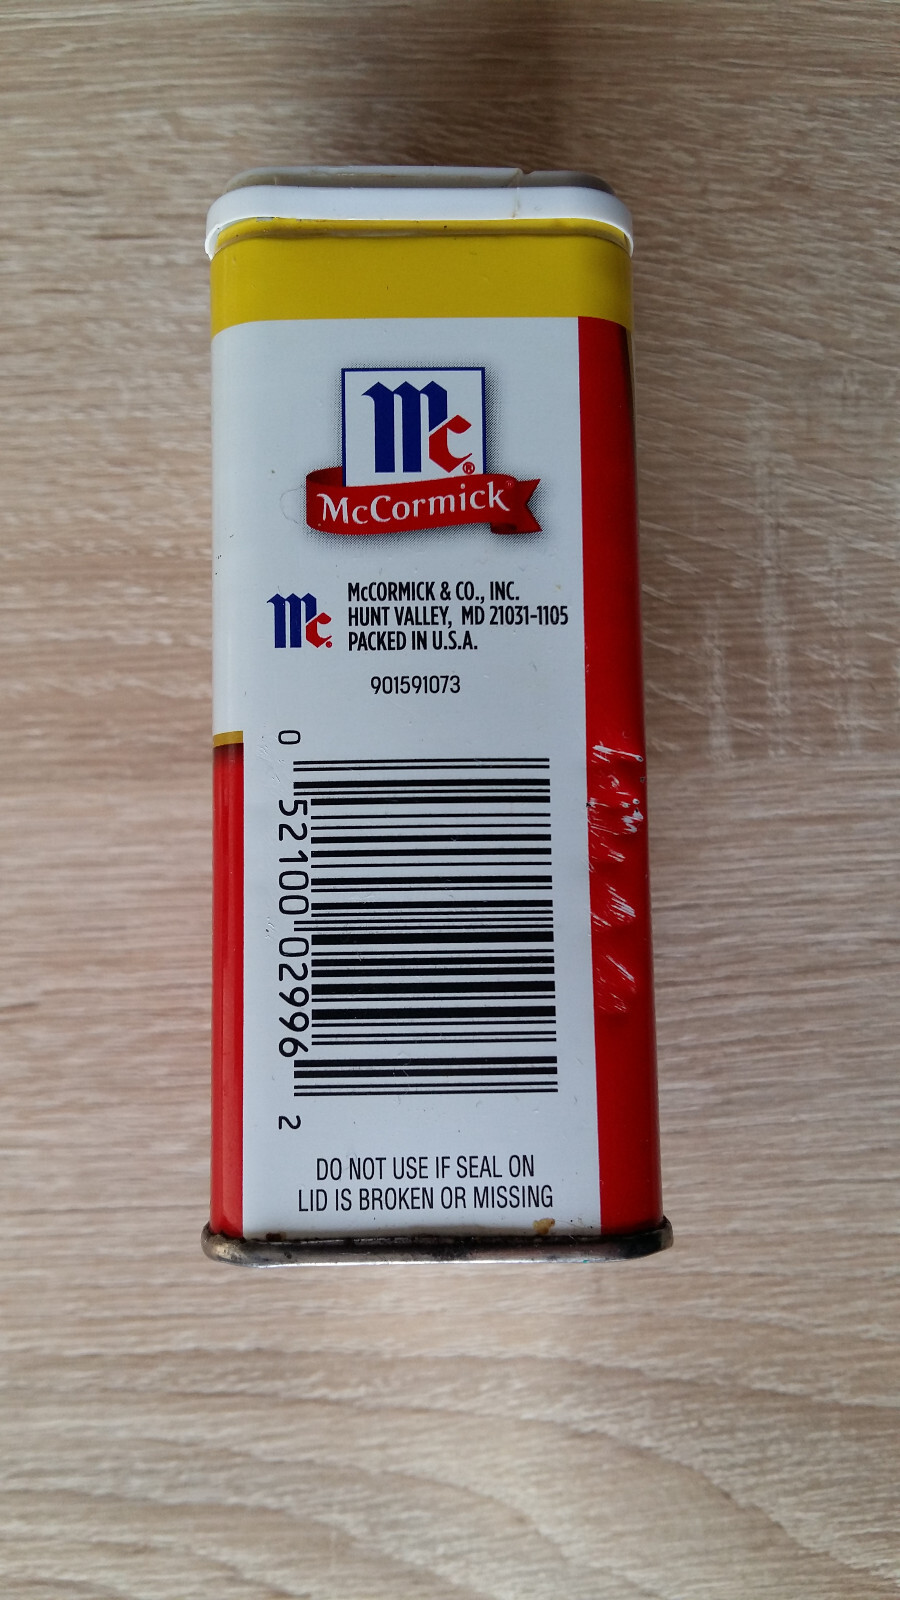 Mc®
McCormick®
Mc. McCORMICK & CO., INC.
HUNT VALLEY, MD 21031-1105
PACKED IN U.S.A.
901591073
0 52100 02996 2
DO NOT USE IF SEAL ON
LID IS BROKEN OR MISSING